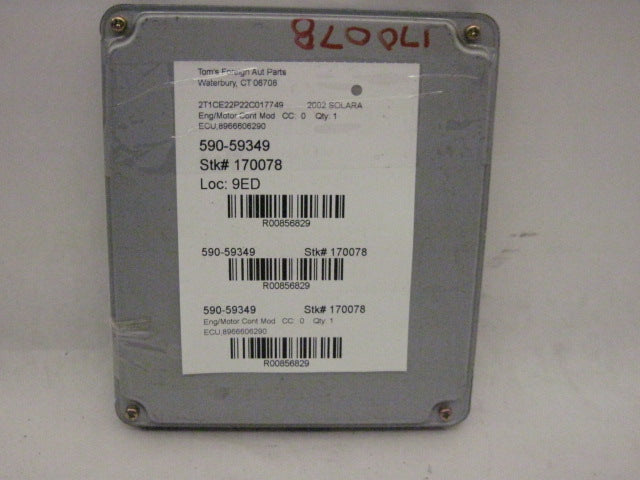 170078
Tom's Foreign Aut Parts
Waterbury, CT 06708
2T1CE22P22C017749 2002 SOLARA
Eng/Motor Cont Mod CC: 0 Qty: 1
ECU,8966606290
590-59349
Stk# 170078
Loc: 9ED
R00856829
590-59349 Stk# 170078
R00856829
590-59349 Stk# 170078
Eng/Motor Cont Mod CC: 0 Qty: 1
ECU,8966606290
R00856829